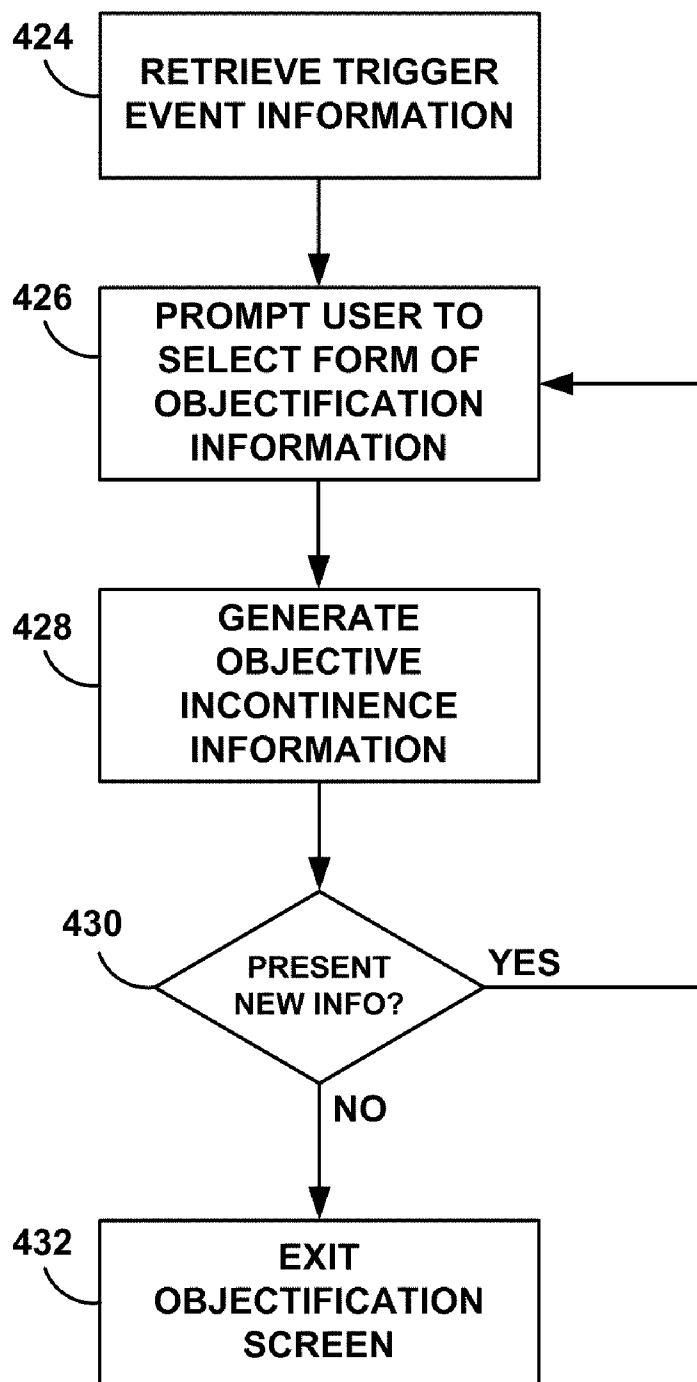 424
RETRIEVE TRIGGER
EVENT INFORMATION
426
PROMPT USER TO
SELECT FORM OF
OBJECTIFICATION
INFORMATION
428
GENERATE
OBJECTIVE
INCONTINENCE
INFORMATION
430
PRESENT
NEW INFO?
YES
NO
432
EXIT
OBJECTIFICATION
SCREEN